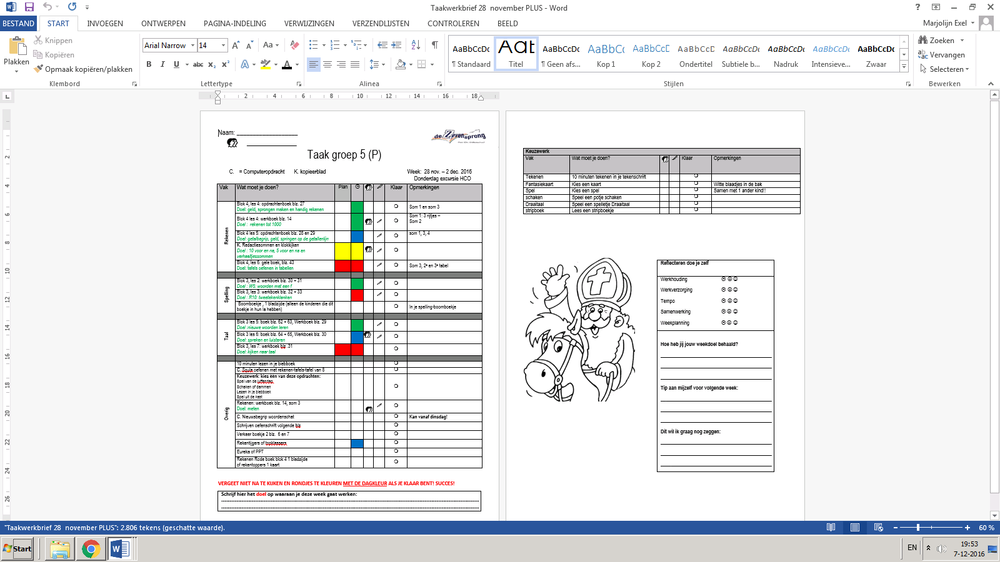 Taakwerkbrief 28 november PLUS - Word
BESTAND START INVOEGEN ONTWERPEN PAGINA-INDELING VERWIJZINGEN VERZENDLIJSTEN CONTROLEREN BEELD
Marjolijn Exel
Plakken
Knippen
Kopiëren
Opmaak kopiëren/plakken
Klembord
Arial Narrow 14
Lettertype
Alinea
AaBbCcDc AaB AaBbCcDc AaBbCc AaBbCcD AaBbCcD AaBbCcDc AaBbCcDc AaBbCcDc AaBbCcDc
¶ Standaard Titel ¶ Geen afs... Kop 1 Kop 2 Ondertitel Subtiele b... Nadruk Intensieve... Zwaar
Stijlen
Zoeken
Vervangen
Selecteren
Bewerken
2 4 6 8 10 12 14 16 18
2
4
6
8
10
12
14
16
18
20
22
24
26
Naam:
de Zevensprong
Taak groep 5 (P)
C. = Computeropdracht K. kopieerblad
Week: 28 nov. – 2 dec. 2016
Donderdag excursie HCO
Vak Wat moet je doen? Plan Klaar Opmerkingen
Rekenen
Blok 4, les 4: opdrachtenboek blz. 27
Doel: geld, sprongen maken en handig rekenen
Som 1 en som 3
Blok 4 les 4: werkboek blz. 14
Doel : rekenen tot 1000
Som 1: 3 rijtjes –
Som 2
Blok 4 les 5: opdrachtenboek blz. 28 en 29
Doel: getalbegrip, geld, springen op de getallenlijn
som 1, 3, 4
K. Redactiesommen en klokkijken
Doel : 10 voor en na, 5 voor en na en
verhaaltjessommen
Blok 4, les 6: gele boek, blz. 43
Doel: tafels oefenen in tabellen
Som 3, 2e en 3e tabel
Spelling
Blok 3, les 2: werkboek blz. 30 + 31
Doel : W5: woorden met een f
Blok 3, les 3: werkboek blz. 32 + 33
Doel : R10: tweetekenklanken
Boomboekje , 1 bladzijde (alleen de kinderen die dit
boekje in hun la hebben)
In je spelling-boomboekje
Taal
Blok 3 les 5: boek blz. 62 + 63, Werkboek blz. 29
Doel :nieuwe woorden leren
Blok 3 les 6: boek blz. 64 + 65, Werkboek blz. 30
Doel: spreken en luisteren
Blok 3, les 7: werkboek blz. 31
Doel: kijken naar taal
Overig
10 minuten lezen in je biebboek
C. Squla oefenen met rekenen-tafels-tafel van 8
Keuzewerk: kies een van deze opdrachten:
Spel van de juffendag
Schaken of dammen
Lezen in je biebboek
Spel uit de kast
Rekenen: werkboek blz. 14, som 3
Doel: meten
C. Nieuwsbegrip woordenschat
Kan vanaf dinsdag!
Schrijven oefenschrift volgende blz
Verkeer boekje 2 blz. 6 en 7
Rekentijgers of topklassers
Eureka of PPT
Rekenen Rode boek blok 4 1 bladzijde
of rekentoppers 1 kaart
VERGEET NIET NA TE KIJKEN EN RONDJES TE KLEUREN MET DE DAGKLEUR ALS JE KLAAR BENT! SUCCES!
Schrijf hier het doel op waaraan je deze week gaat werken:
Keuzewerk
Vak Wat moet je doen? Klaar Opmerkingen
Tekenen 10 minuten tekenen in je tekenschrift
Fantasiekaart Kies een kaart Witte blaadjes in de bak
Spel Kies een spel Samen met 1 ander kind!!
schaken Speel een potje schaken
Draaitaal Speel een spelletje Draaitaal
stripboek Lees een stripboekje
Reflecteren doe je zelf
Werkhouding ☹😐☺
Werkverzorging ☹😐☺
Tempo ☹😐☺
Samenwerking ☹😐☺
Weekplanning ☹😐☺
Hoe heb jij jouw weekdoel behaald?
Tip aan mijzelf voor volgende week:
Dit wil ik graag nog zeggen:
"Taakwerkbrief 28 november PLUS": 2.806 tekens (geschatte waarde).
60 %
Start
EN
19:53
7-12-2016